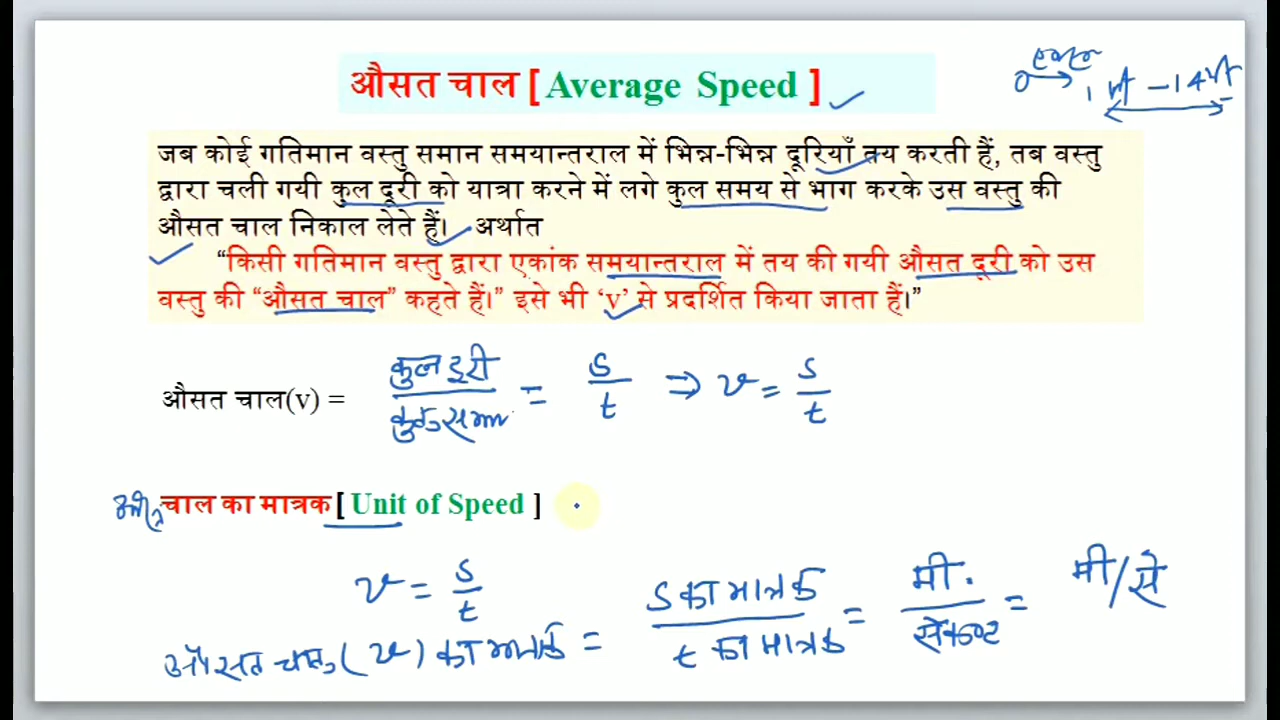 औसत चाल [ Average Speed ]
जब कोई गतिमान वस्तु समान समयान्तराल में भिन्न-भिन्न दूरियाँ तय करती हैं, तब वस्तु
द्वारा चली गयी कुल दूरी को यात्रा करने में लगे कुल समय से भाग करके उस वस्तु की
औसत चाल निकाल लेते हैं। अर्थात
“किसी गतिमान वस्तु द्वारा एकांक समयान्तराल में तय की गयी औसत दूरी को उस
वस्तु की “औसत चाल” कहते हैं।” इसे भी ‘v’ से प्रदर्शित किया जाता हैं।”
औसत चाल(v) = कुल दूरी / कुल समय = s / t ⇒ v = s / t
औसत चाल का मात्रक [ Unit of Speed ]
v = s / t
औसत चाल (v) का मात्रक = s का मात्रक / t का मात्रक = मी. / सेकण्ड = मी/से